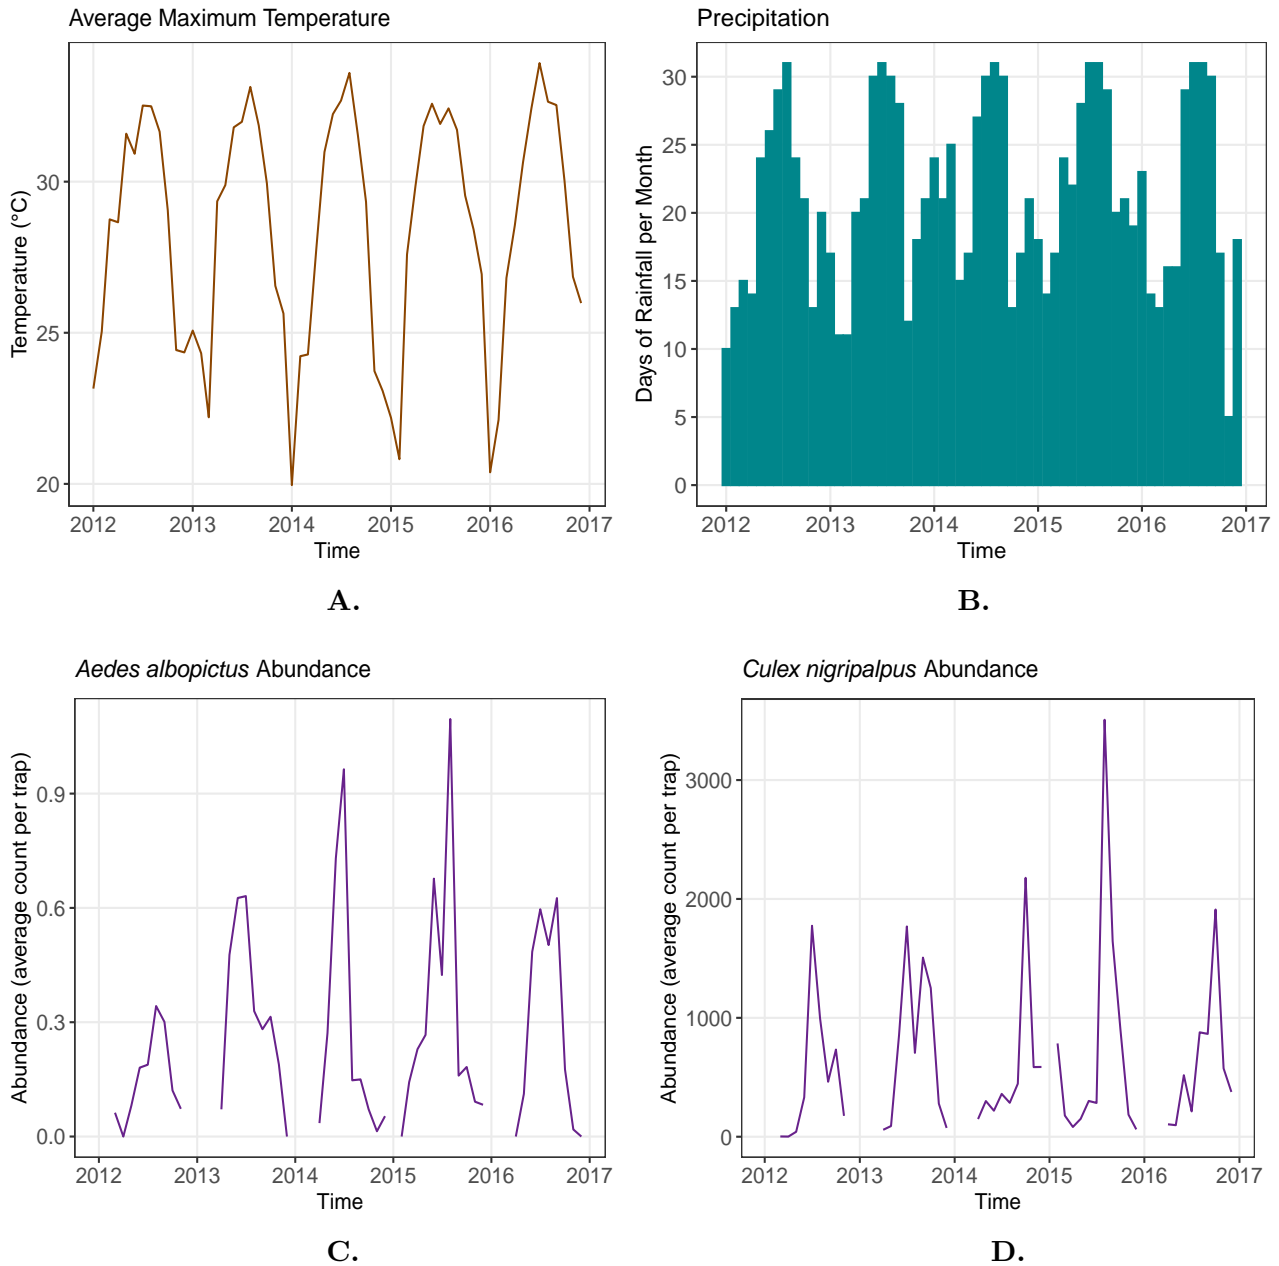 Average Maximum Temperature
Temperature (°C)
30
25
20
2012 2013 2014 2015 2016 2017
Time
A.
Precipitation
Days of Rainfall per Month
30
25
20
15
10
5
0
2012 2013 2014 2015 2016 2017
Time
B.
Aedes albopictus Abundance
Abundance (average count per trap)
0.9
0.6
0.3
0.0
2012 2013 2014 2015 2016 2017
Time
C.
Culex nigripalpus Abundance
Abundance (average count per trap)
3000
2000
1000
0
2012 2013 2014 2015 2016 2017
Time
D.